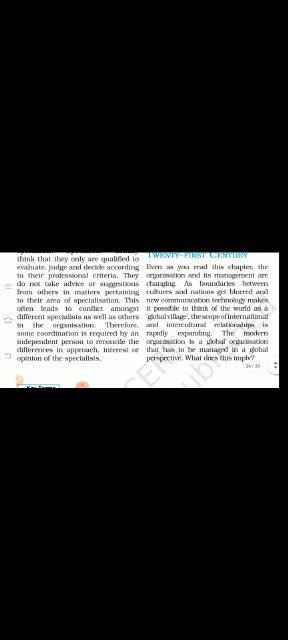 think that they only are qualified to
evaluate, judge and decide according
to their professional criteria. They
do not take advice or suggestions
from others in matters pertaining
to their area of specialisation. This
often leads to conflict amongst
different specialists as well as others
in the organisation. Therefore,
some coordination is required by an
independent person to reconcile the
differences in approach, interest or
opinion of the specialists.
Key Terms
TWENTY-FIRST CENTURY
Even as you read this chapter, the
organisation and its management are
changing. As boundaries between
cultures and nations get blurred and
new communication technology makes
it possible to think of the world as a
'global village', the scope of international
and intercultural relationships is
rapidly expanding. The modern
organisation is a global organisation
that has to be managed in a global
perspective. What does this imply?
26/29